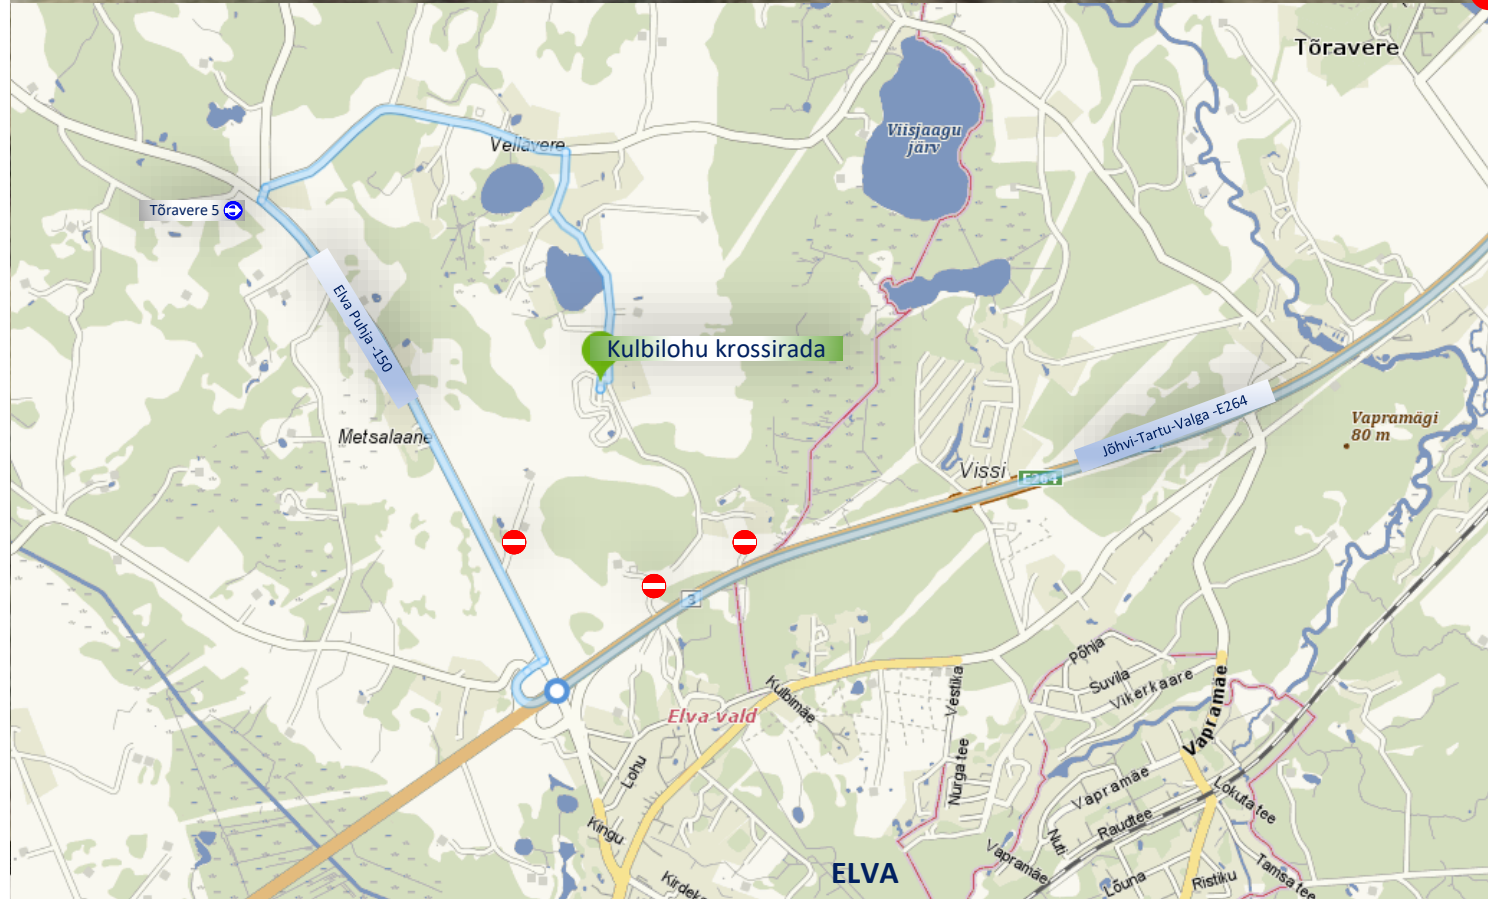 Tõravere
Viisjaagu
järv
Vellavere
Tõravere 5
Elva Puhja -150
Kulbilohu krossirada
Metsalaane
Jõhvi-Tartu-Valga -E264
Vapramägi
80 m
Vissi
E264
3
Põhja
Suvila
Vikerkaare
Vapramäe
Vestika
Kulbimäe
Elva vald
Lohu
Nurga tee
Vapramäe
Lokuta tee
Raudtee
Kingu
Nuti
Vapramäe
Tamsa tee
ELVA
Lõuna
Ristiku
Kirdeka